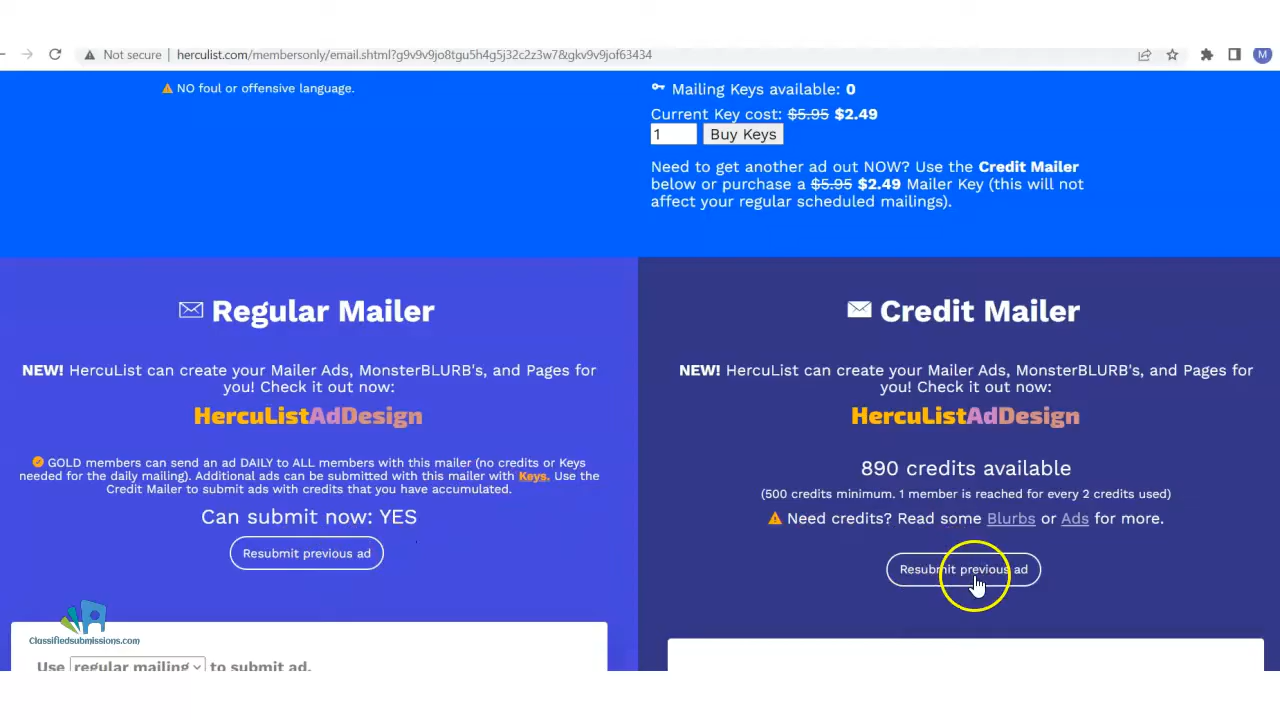 Not secure
herculist.com/membersonly/email.shtml?g9v9v9jo8tgu5h4g5j32c2z3w7&gkv9v9jof63434
M
NO foul or offensive language.
Mailing Keys available: 0
Current Key cost: $5.95 $2.49
1 Buy Keys
Need to get another ad out NOW? Use the Credit Mailer
below or purchase a $5.95 $2.49 Mailer Key (this will not
affect your regular scheduled mailings).
Regular Mailer
NEW! HercuList can create your Mailer Ads, MonsterBLURB's, and Pages for
you! Check it out now:
HercuListAdDesign
GOLD members can send an ad DAILY to ALL members with this mailer (no credits or Keys
needed for the daily mailing). Additional ads can be submitted with this mailer with Keys. Use the
Credit Mailer to submit ads with credits that you have accumulated.
Can submit now: YES
Resubmit previous ad
Classifiedsubmissions.com
Use regular mailing to submit ad.
Credit Mailer
NEW! HercuList can create your Mailer Ads, MonsterBLURB's, and Pages for
you! Check it out now:
HercuListAdDesign
890 credits available
(500 credits minimum. 1 member is reached for every 2 credits used)
Need credits? Read some Blurbs or Ads for more.
Resubmit previous ad